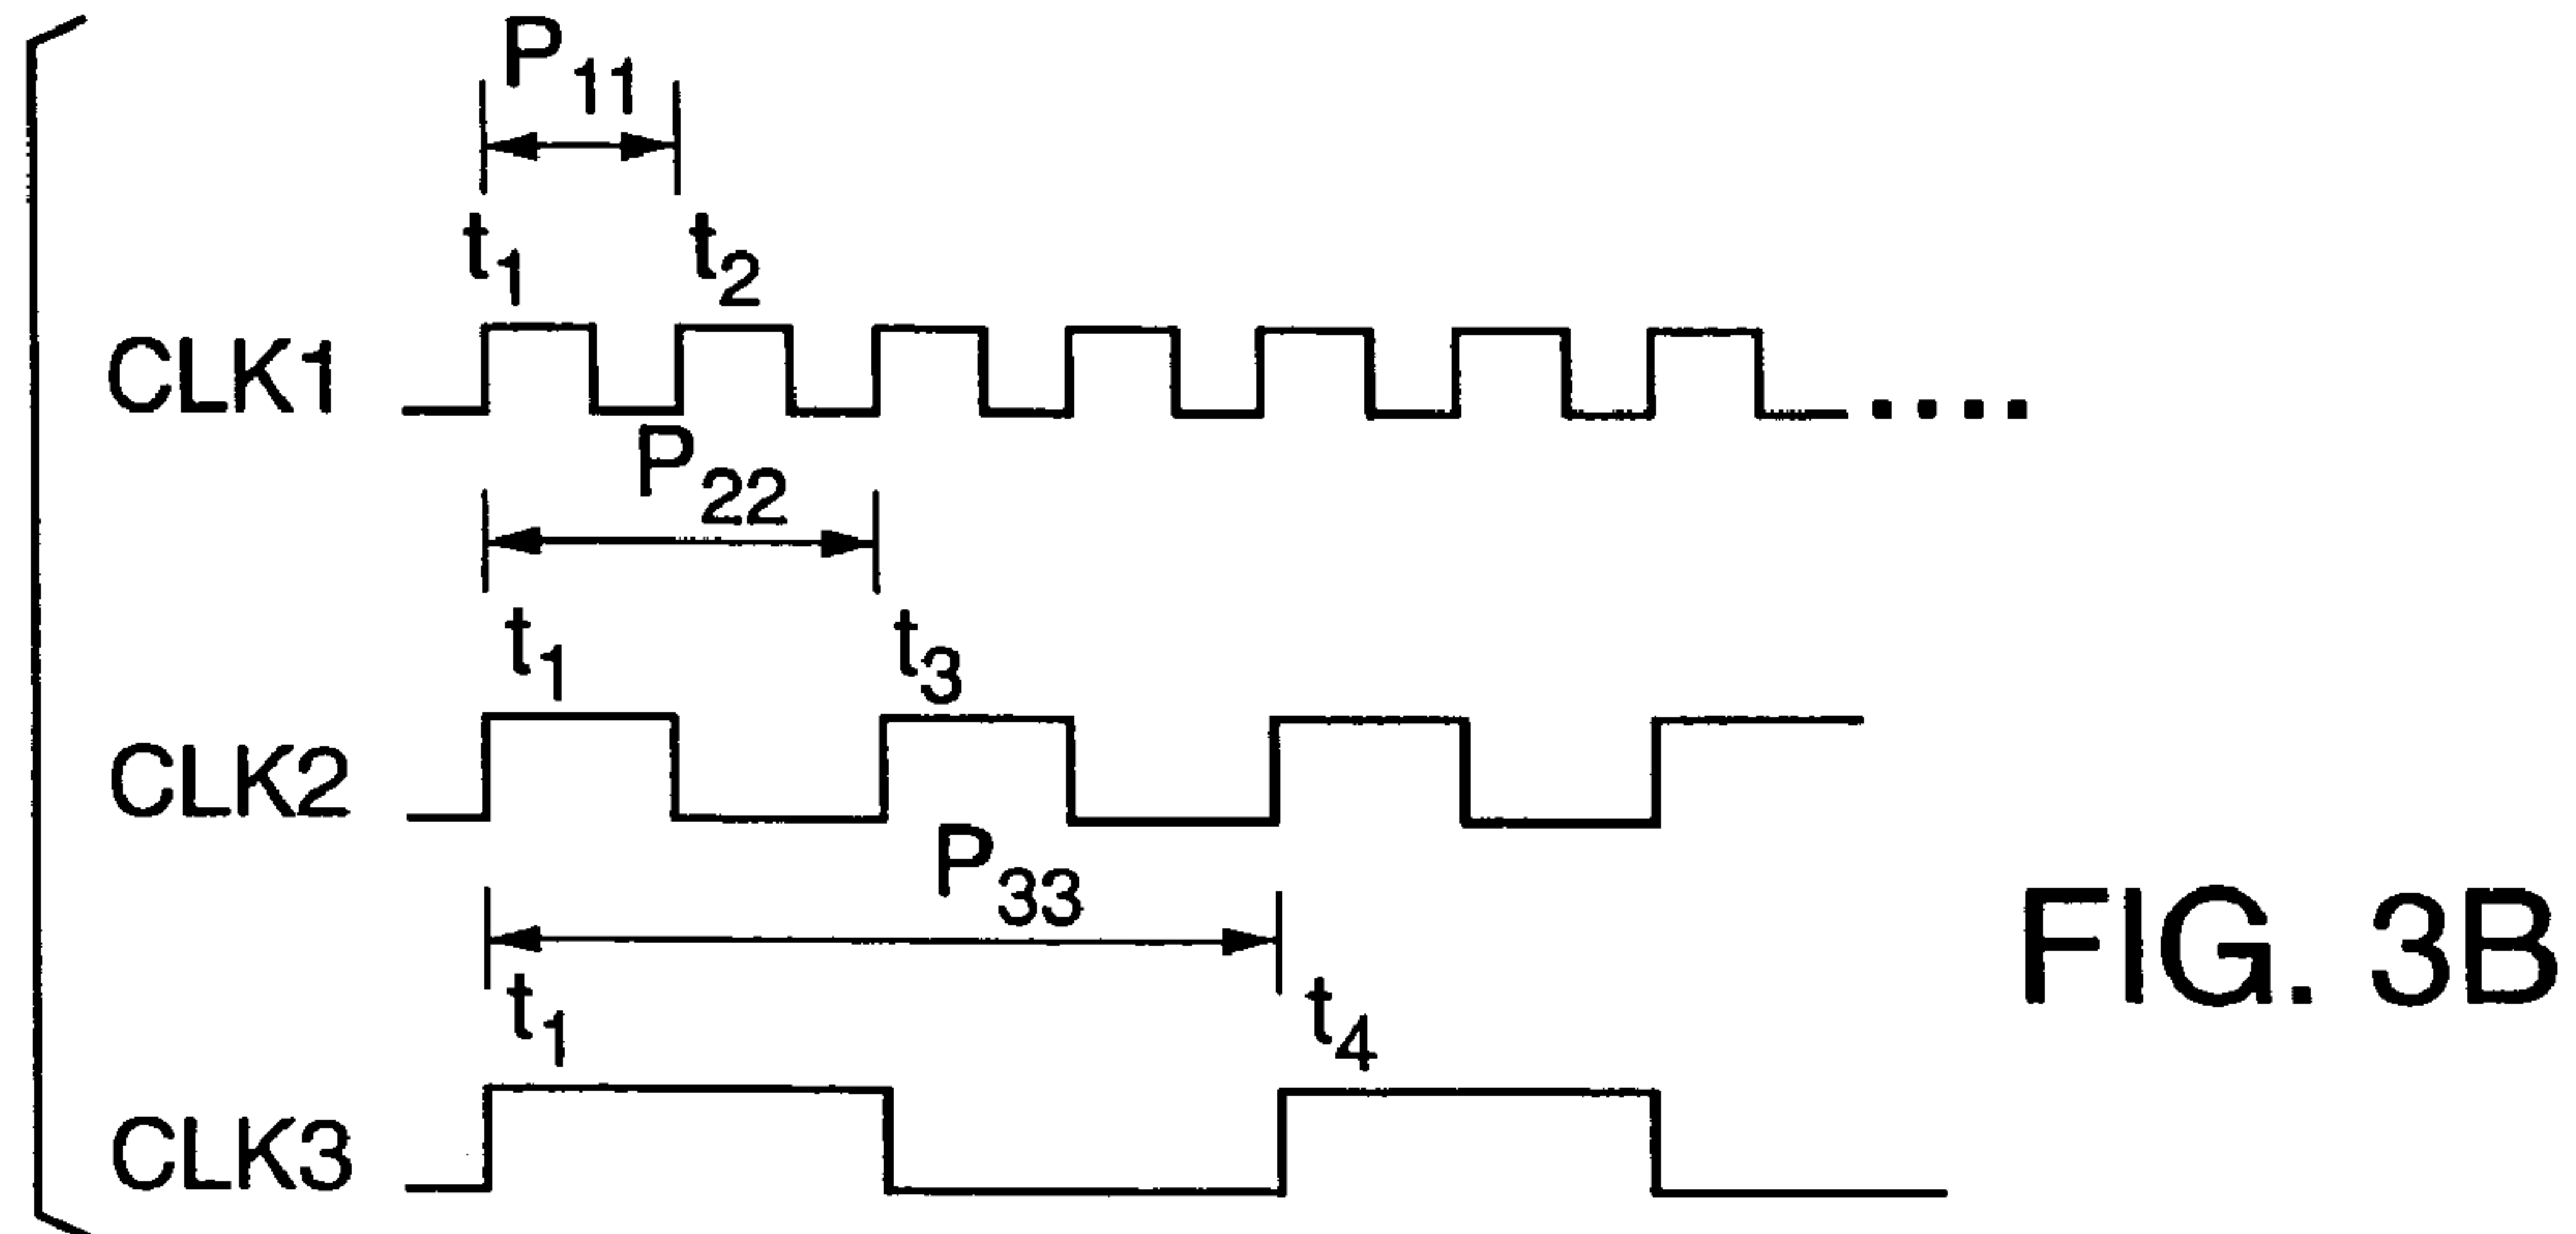 P11
t1 t2
CLK1 ....
P22
t1 t3
CLK2
P33
t1 t4
CLK3
FIG. 3B